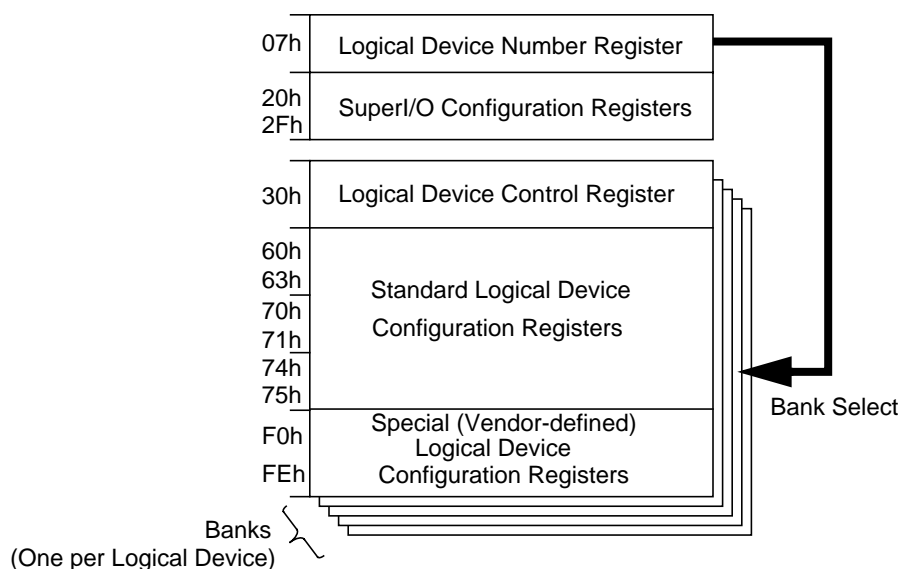 07h Logical Device Number Register
20h
SuperI/O Configuration Registers
2Fh
30h Logical Device Control Register
60h
63h
Standard Logical Device
70h
Configuration Registers
71h
74h
75h
Bank Select
Special (Vendor-defined)
F0h
Logical Device
FEh Configuration Registers
Banks
(One per Logical Device)